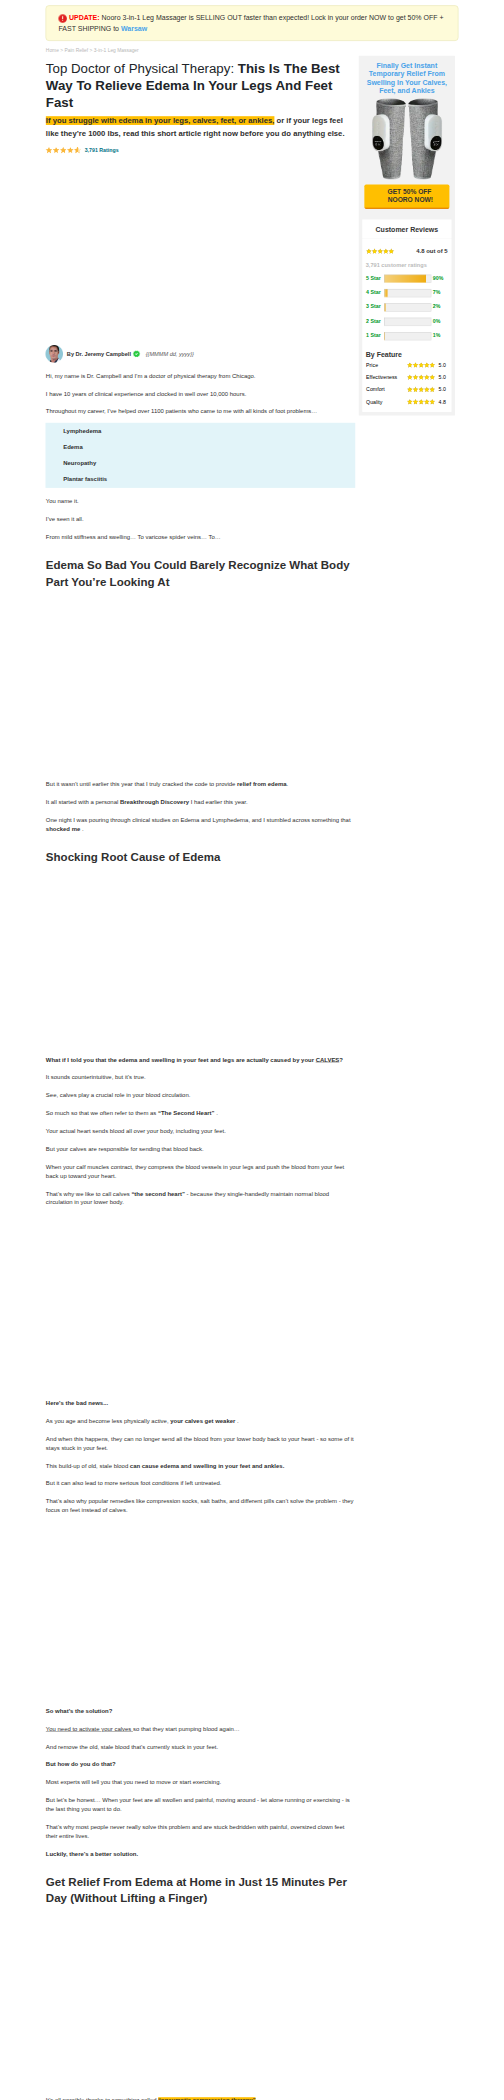 UPDATE: Nooro 3-in-1 Leg Massager is SELLING OUT faster than expected! Lock in your order NOW to get 50% OFF +
FAST SHIPPING to Warsaw
Home > Pain Relief > 3-in-1 Leg Massager
Top Doctor of Physical Therapy: This Is The Best
Way To Relieve Edema In Your Legs And Feet
Fast
If you struggle with edema in your legs, calves, feet, or ankles, or if your legs feel
like they're 1000 lbs, read this short article right now before you do anything else.
3,791 Ratings
By Dr. Jeremy Campbell {{MMMM dd, yyyy}}
Hi, my name is Dr. Campbell and I'm a doctor of physical therapy from Chicago.
I have 10 years of clinical experience and clocked in well over 10,000 hours.
Throughout my career, I've helped over 1100 patients who came to me with all kinds of foot problems…
Lymphedema
Edema
Neuropathy
Plantar fasciitis
You name it.
I've seen it all.
From mild stiffness and swelling… To varicose spider veins… To…
Edema So Bad You Could Barely Recognize What Body
Part You're Looking At
But it wasn't until earlier this year that I truly cracked the code to provide relief from edema.
It all started with a personal Breakthrough Discovery I had earlier this year.
One night I was pouring through clinical studies on Edema and Lymphedema, and I stumbled across something that
shocked me .
Shocking Root Cause of Edema
What if I told you that the edema and swelling in your feet and legs are actually caused by your CALVES?
It sounds counterintuitive, but it's true.
See, calves play a crucial role in your blood circulation.
So much so that we often refer to them as “The Second Heart” .
Your actual heart sends blood all over your body, including your feet.
But your calves are responsible for sending that blood back.
When your calf muscles contract, they compress the blood vessels in your legs and push the blood from your feet
back up toward your heart.
That's why we like to call calves “the second heart” - because they single-handedly maintain normal blood
circulation in your lower body.
Here's the bad news...
As you age and become less physically active, your calves get weaker .
And when this happens, they can no longer send all the blood from your lower body back to your heart - so some of it
stays stuck in your feet.
This build-up of old, stale blood can cause edema and swelling in your feet and ankles.
But it can also lead to more serious foot conditions if left untreated.
That's also why popular remedies like compression socks, salt baths, and different pills can't solve the problem - they
focus on feet instead of calves.
So what's the solution?
You need to activate your calves so that they start pumping blood again…
And remove the old, stale blood that's currently stuck in your feet.
But how do you do that?
Most experts will tell you that you need to move or start exercising.
But let's be honest… When your feet are all swollen and painful, moving around - let alone running or exercising - is
the last thing you want to do.
That's why most people never really solve this problem and are stuck bedridden with painful, oversized clown feet
their entire lives.
Luckily, there's a better solution.
Get Relief From Edema at Home in Just 15 Minutes Per
Day (Without Lifting a Finger)
Finally Get Instant
Temporary Relief From
Swelling In Your Calves,
Feet, and Ankles
GET 50% OFF
NOORO NOW!
Customer Reviews
4.8 out of 5
3,791 customer ratings
5 Star 90%
4 Star 7%
3 Star 2%
2 Star 0%
1 Star 1%
By Feature
Price 5.0
Effectiveness 5.0
Comfort 5.0
Quality 4.8